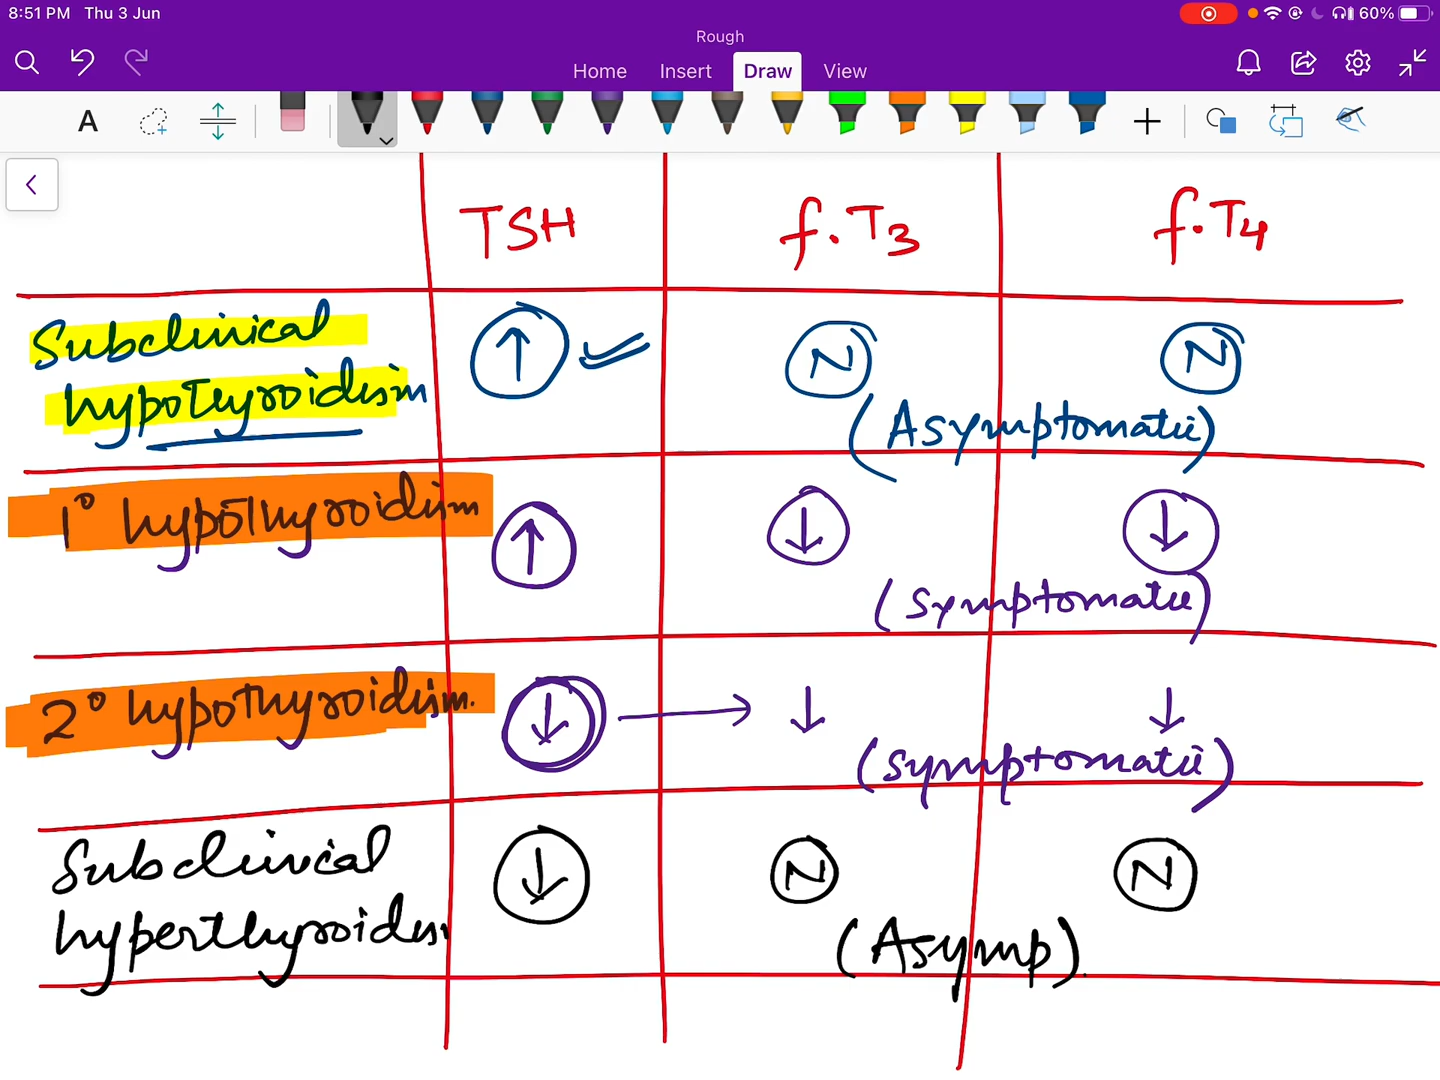 8:51 PM Thu 3 Jun
60%
Rough
Home Insert Draw View
A
TSH f.T3 f.T4
Subclinical
hypothyroidism ↑ N N
(Asymptomatic)
1° hypothyroidism ↑ ↓ ↓
(Symptomatic)
2° hypothyroidism. ↓ → ↓ ↓
(Symptomatic)
Subclinical
hyperthyroidism ↓ N N
(Asymp).